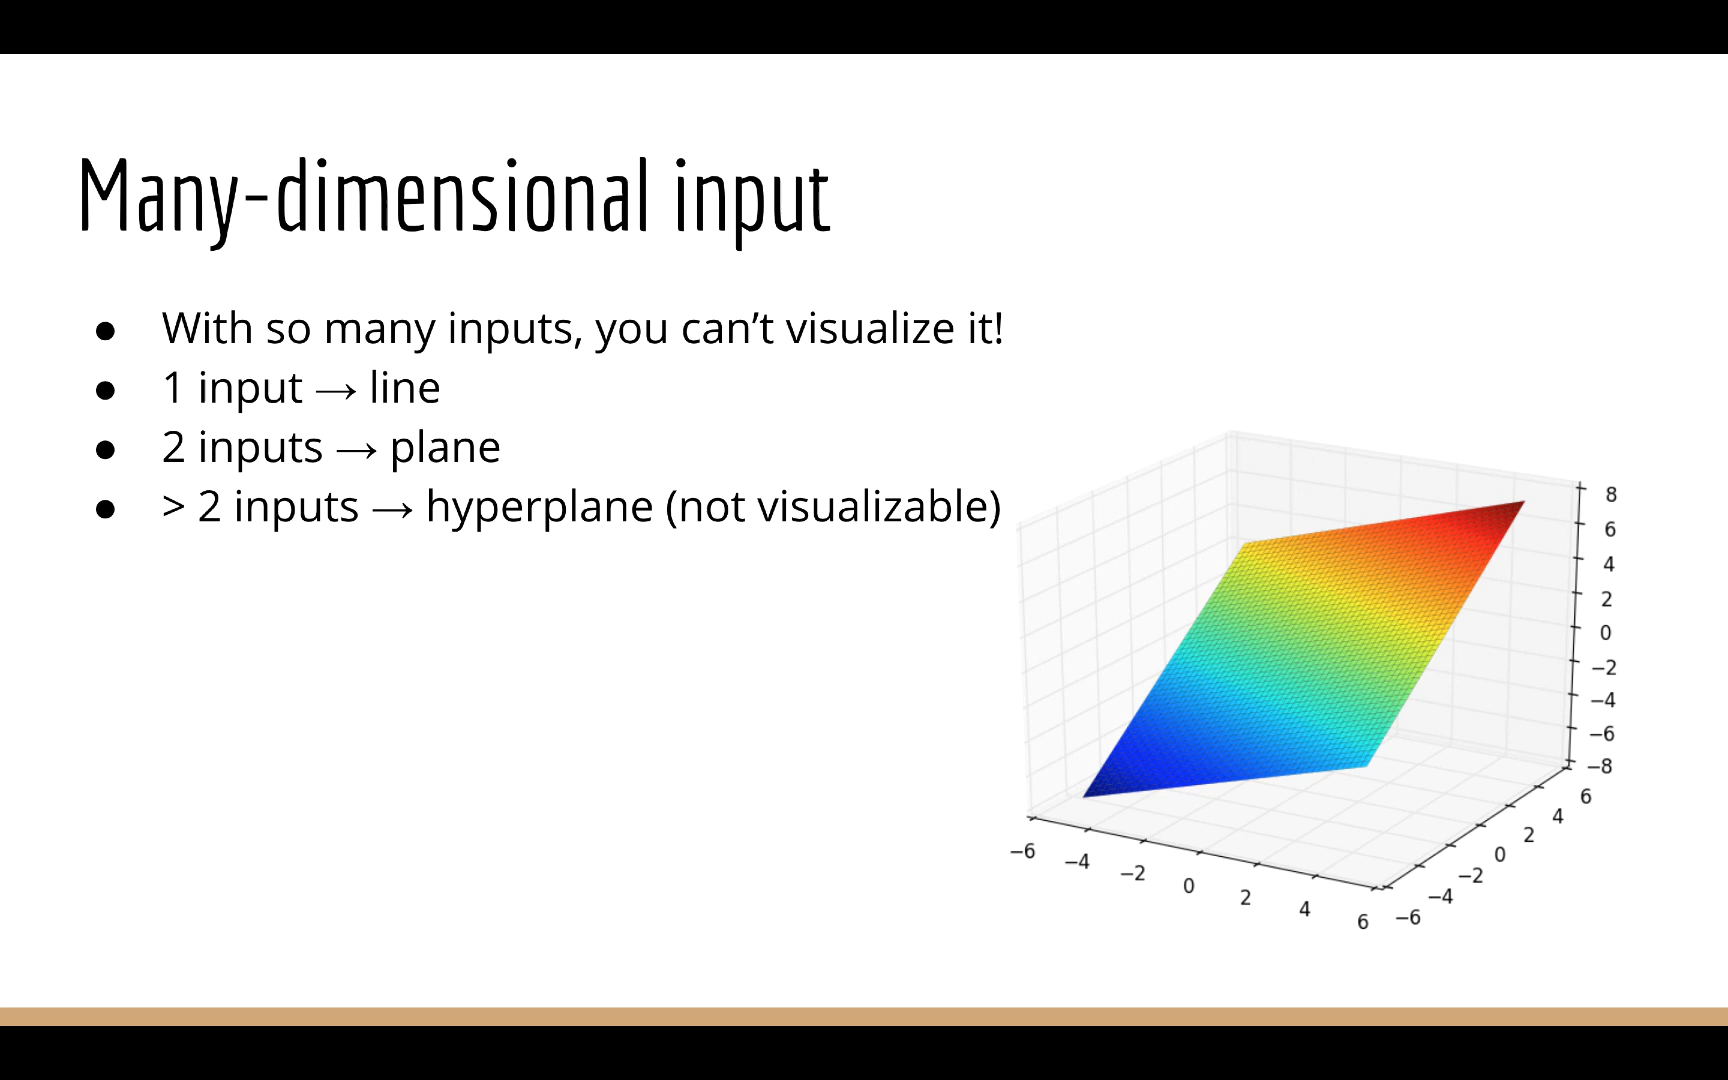 Many-dimensional input
● With so many inputs, you can’t visualize it!
● 1 input → line
● 2 inputs → plane
● > 2 inputs → hyperplane (not visualizable)
8
6
4
2
0
−2
−4
−6
−8
−6 −4 −2 0 2 4 6
−6 −4 −2 0 2 4 6